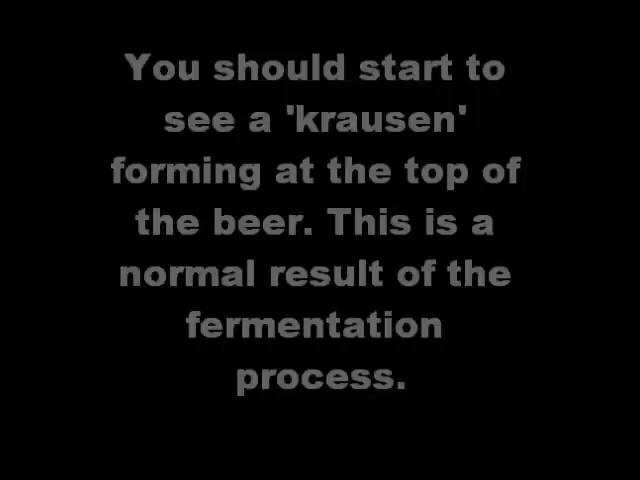 You should start to
see a 'krausen'
forming at the top of
the beer. This is a
normal result of the
fermentation
process.